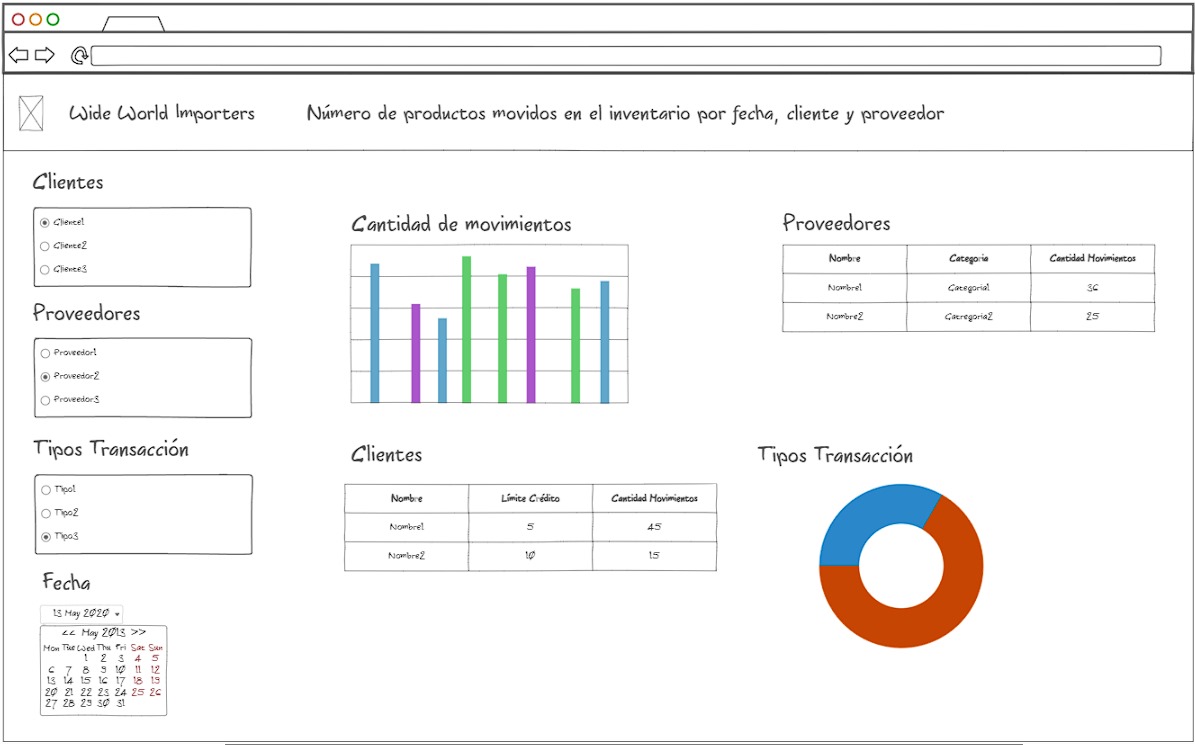 Wide World Importers
Número de productos movidos en el inventario por fecha, cliente y proveedor
Clientes
Cliente1
Cliente2
Cliente3
Proveedores
Proveedor1
Proveedor2
Proveedor3
Tipos Transacción
Tipo1
Tipo2
Tipo3
Fecha
13 May 2020
<< May 2013 >>
Mon Tue Wed Thu Fri Sat Sun
1 2 3 4 5
6 7 8 9 10 11 12
13 14 15 16 17 18 19
20 21 22 23 24 25 26
27 28 29 30 31
Cantidad de movimientos
Proveedores
Nombre Categoria Cantidad Movimientos
Nombre1 Categoria1 36
Nombre2 Catregoria2 25
Clientes
Nombre Límite Crédito Cantidad Movimientos
Nombre1 5 45
Nombre2 10 15
Tipos Transacción